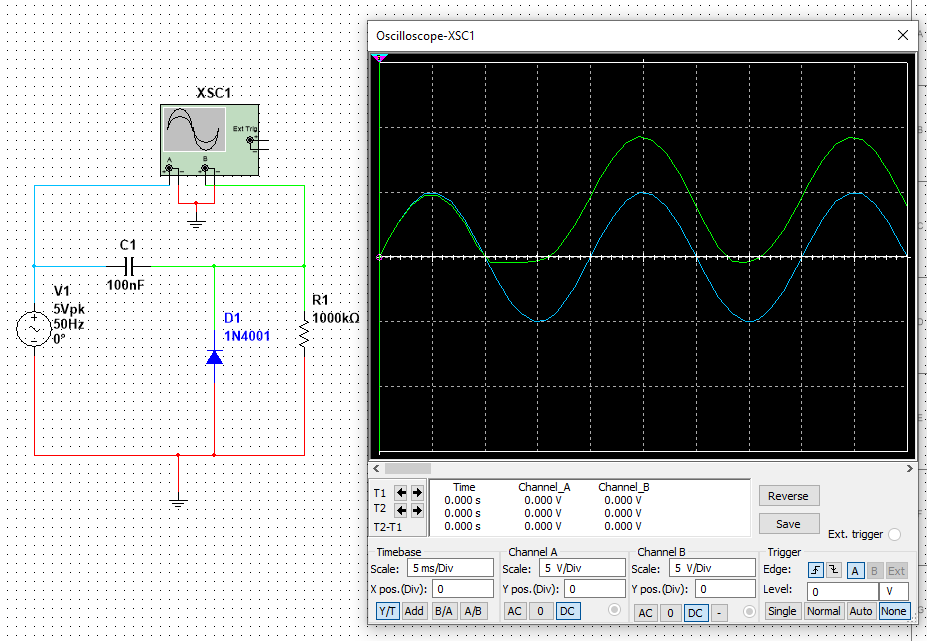 Oscilloscope-XSC1
XSC1
Ext Trig
+
A
B
+ - + -
C1
100nF
V1
5Vpk
50Hz
0°
D1
1N4001
R1
1000kΩ
T1
T2
T2-T1
Time Channel_A Channel_B
0.000 s 0.000 V 0.000 V
0.000 s 0.000 V 0.000 V
0.000 s 0.000 V 0.000 V
Reverse
Save
Ext. trigger
Timebase
Scale: 5 ms/Div
X pos.(Div): 0
Y/T Add B/A A/B
Channel A
Scale: 5 V/Div
Y pos.(Div): 0
AC 0 DC
Channel B
Scale: 5 V/Div
Y pos.(Div): 0
AC 0 DC -
Trigger
Edge: A B Ext
Level: 0 V
Single Normal Auto None